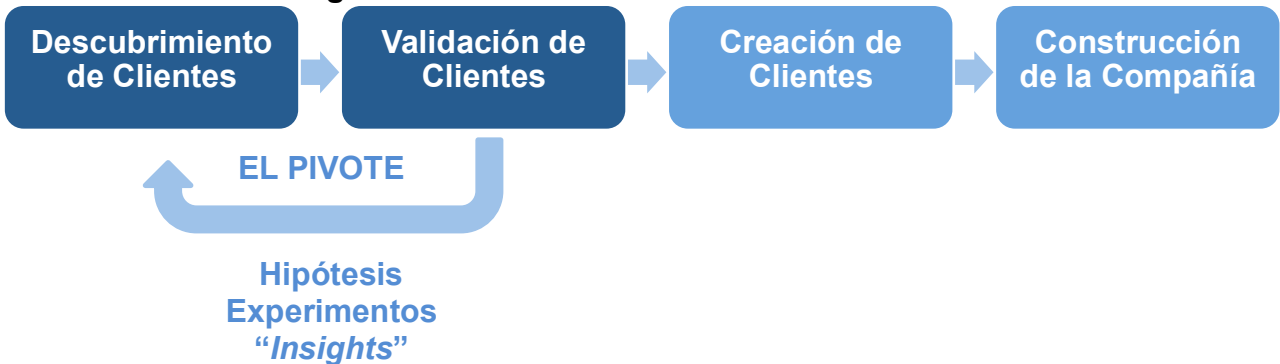 Descubrimiento
de Clientes
Validación de
Clientes
Creación de
Clientes
Construcción
de la Compañía
EL PIVOTE
Hipótesis
Experimentos
“Insights”